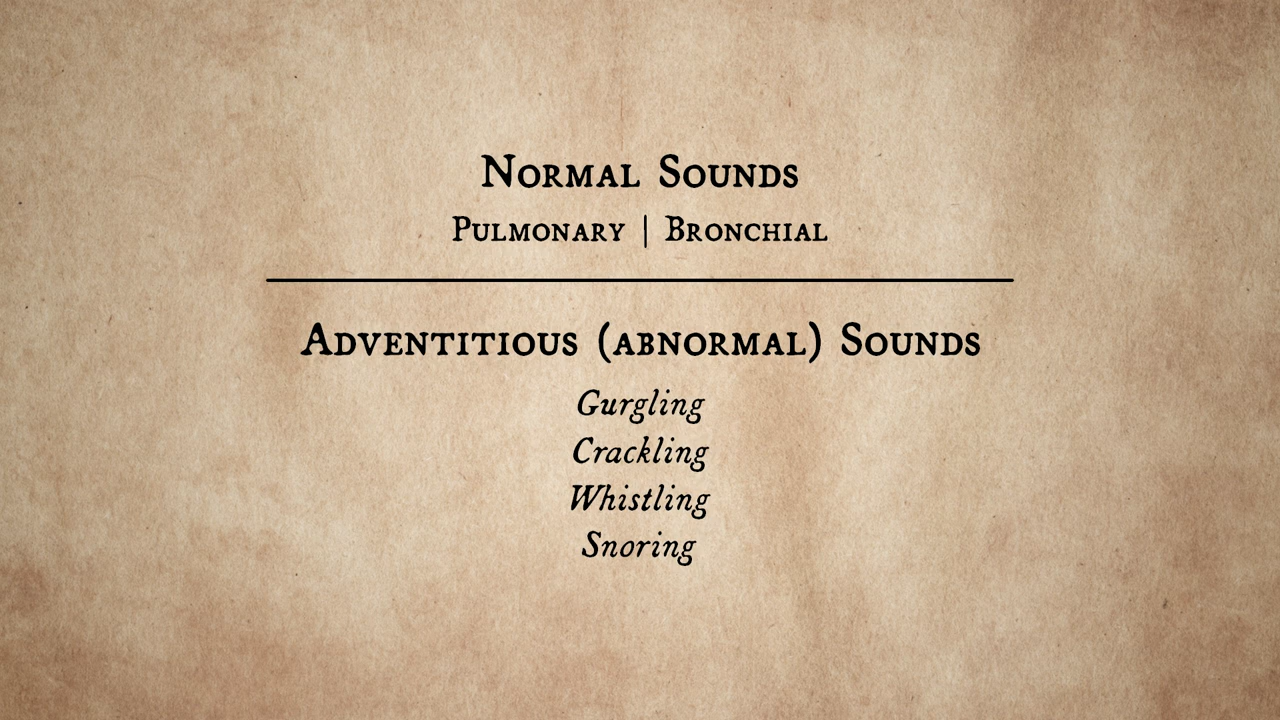 Normal Sounds
Pulmonary | Bronchial
Adventitious (abnormal) Sounds
Gurgling
Crackling
Whistling
Snoring